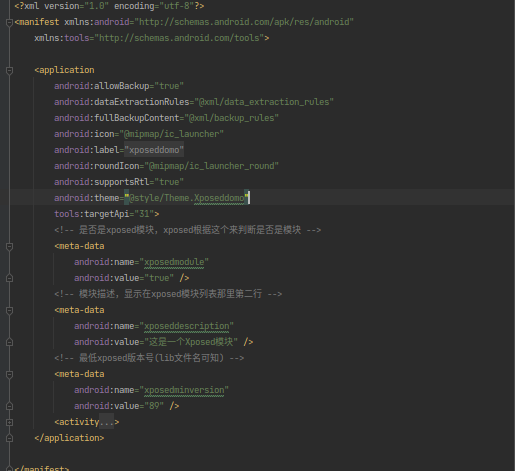 <?xml version="1.0" encoding="utf-8"?>
<manifest xmlns:android="http://schemas.android.com/apk/res/android"
xmlns:tools="http://schemas.android.com/tools">
<application
android:allowBackup="true"
android:dataExtractionRules="@xml/data_extraction_rules"
android:fullBackupContent="@xml/backup_rules"
android:icon="@mipmap/ic_launcher"
android:label="xposeddomo"
android:roundIcon="@mipmap/ic_launcher_round"
android:supportsRtl="true"
android:theme="@style/Theme.Xposeddomo"
tools:targetApi="31">
<!-- 是否是xposed模块，xposed根据这个来判断是否是模块 -->
<meta-data
android:name="xposedmodule"
android:value="true" />
<!-- 模块描述，显示在xposed模块列表那里第二行 -->
<meta-data
android:name="xposeddescription"
android:value="这是一个Xposed模块" />
<!-- 最低xposed版本号(lib文件名可知) -->
<meta-data
android:name="xposedminversion"
android:value="89" />
<activity...>
</application>
</manifest>